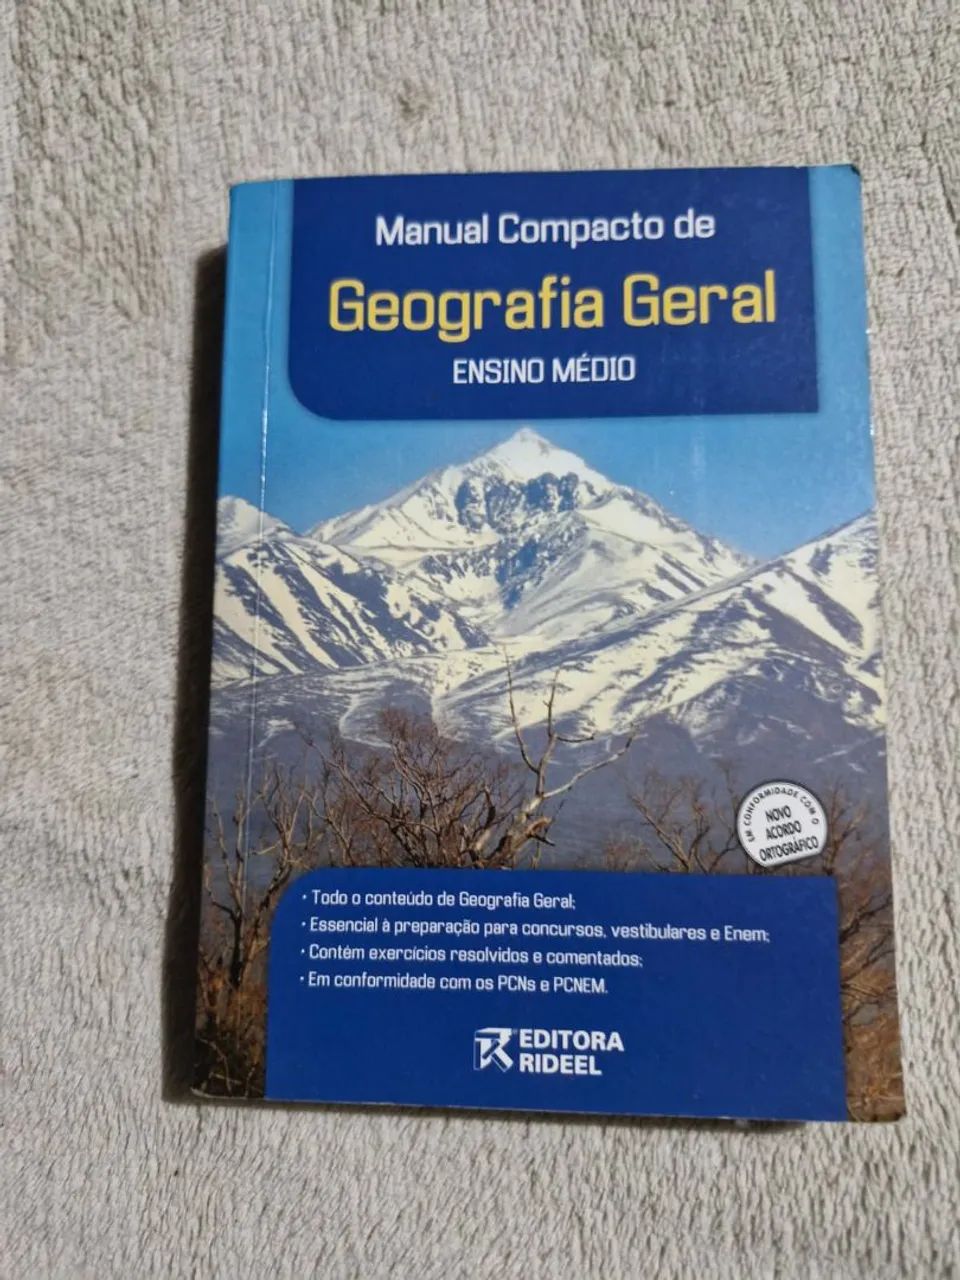 Manual Compacto de
Geografia Geral
ENSINO MÉDIO
EM CONFORMIDADE COM O
NOVO
ACORDO
ORTOGRÁFICO
• Todo o conteúdo de Geografia Geral;
• Essencial à preparação para concursos, vestibulares e Enem;
• Contém exercícios resolvidos e comentados;
• Em conformidade com os PCNs e PCNEM.
EDITORA
RIDEEL